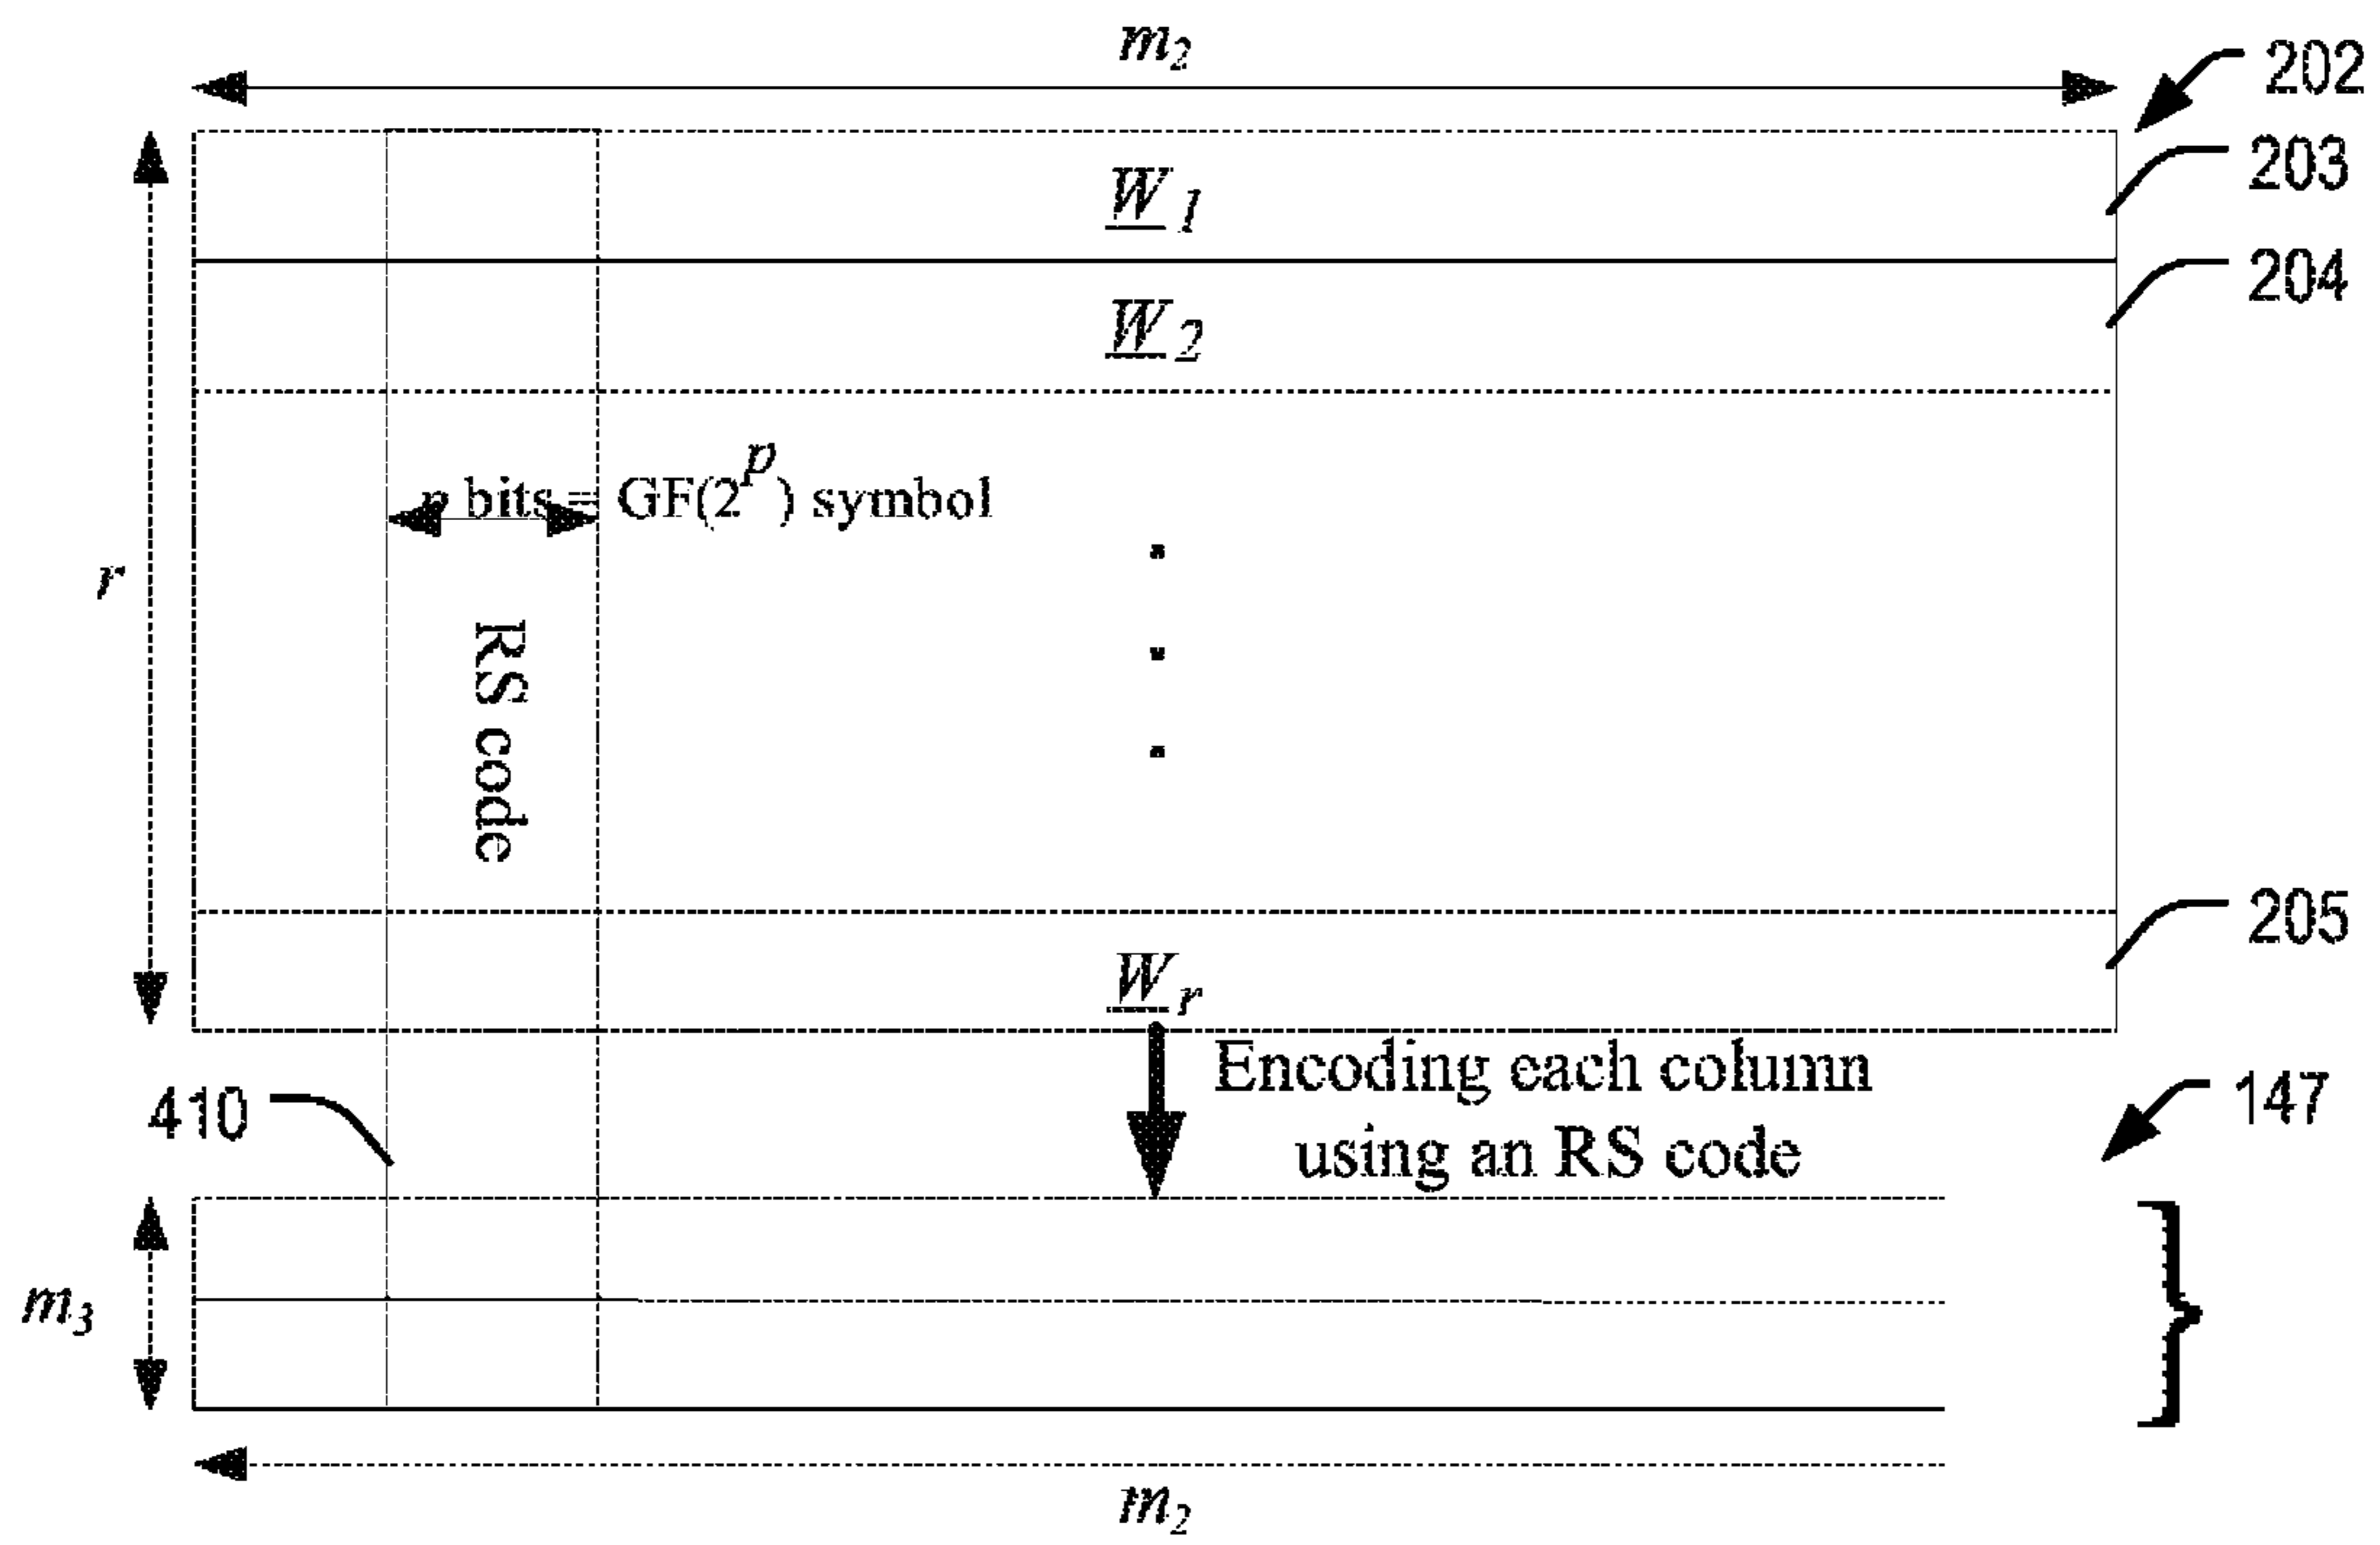 m2
202
203
W1
204
W2
p bits = GF(2^p) symbol
r
RS code
205
Wr
Encoding each column
using an RS code
410
147
m3
m2